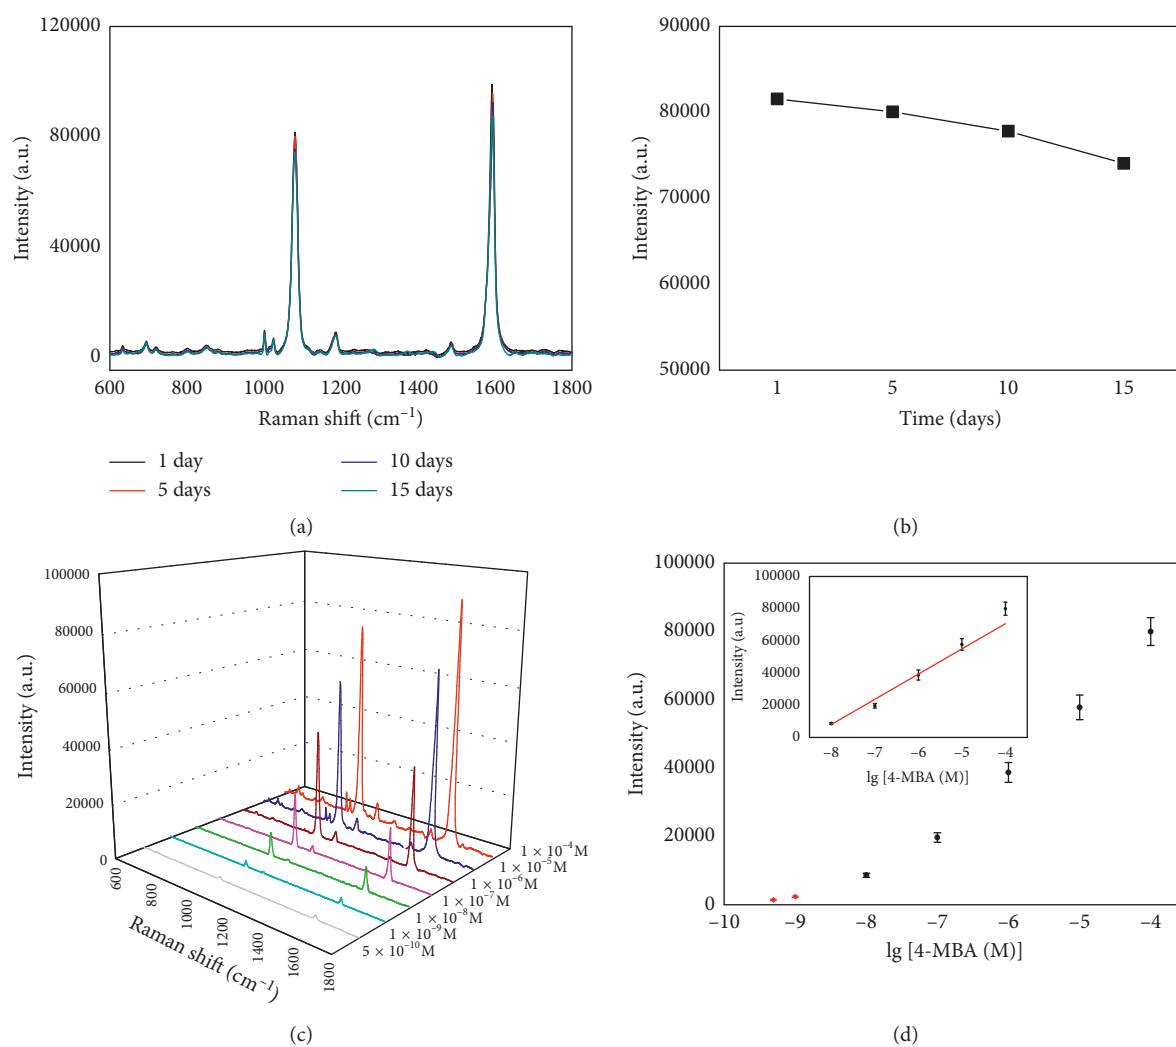 120000
80000
40000
0
Intensity (a.u.)
600 800 1000 1200 1400 1600 1800
Raman shift (cm⁻¹)
1 day
5 days
10 days
15 days
(a)
90000
80000
70000
60000
50000
Intensity (a.u.)
1 5 10 15
Time (days)
(b)
100000
80000
60000
40000
20000
0
Intensity (a.u.)
600
800
1000
1200
1400
1600
1800
Raman shift (cm⁻¹)
1 × 10⁻⁴M
1 × 10⁻⁵M
1 × 10⁻⁶M
1 × 10⁻⁷M
1 × 10⁻⁸M
1 × 10⁻⁹M
5 × 10⁻¹⁰M
(c)
100000
80000
60000
40000
20000
0
Intensity (a.u.)
−10 −9 −8 −7 −6 −5 −4
lg [4-MBA (M)]
100000
80000
60000
40000
20000
0
Intensity (a.u)
−8 −7 −6 −5 −4
lg [4-MBA (M)]
(d)